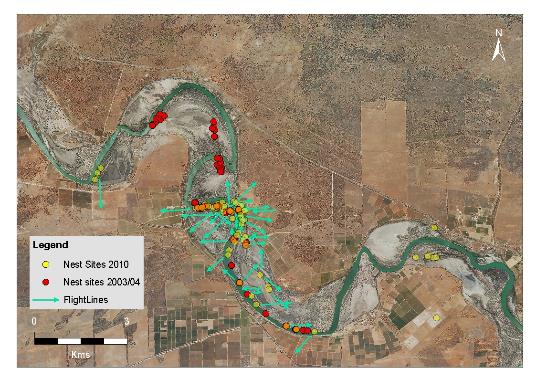 N
Legend
Nest Sites 2010
Nest sites 2003/04
FlightLines
0 3
Kms